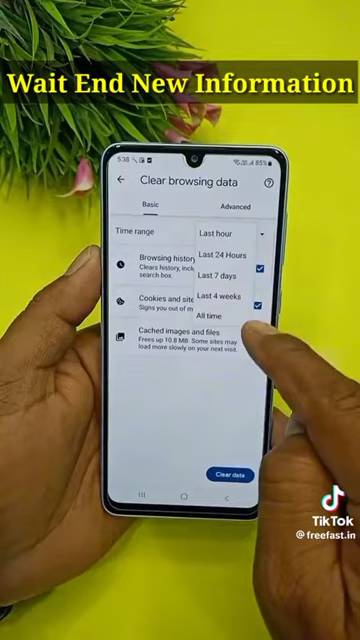 Wait End New Information
5:38
85%
Clear browsing data
Basic
Advanced
Time range
Last hour
Last 24 Hours
Last 7 days
Last 4 weeks
All time
Browsing history
Clears history, incl
search box.
Cookies and site
Signs you out of m
Cached images and files
Frees up 10.8 MB. Some sites may
load more slowly on your next visit.
Clear data
TikTok
@ freefast.in